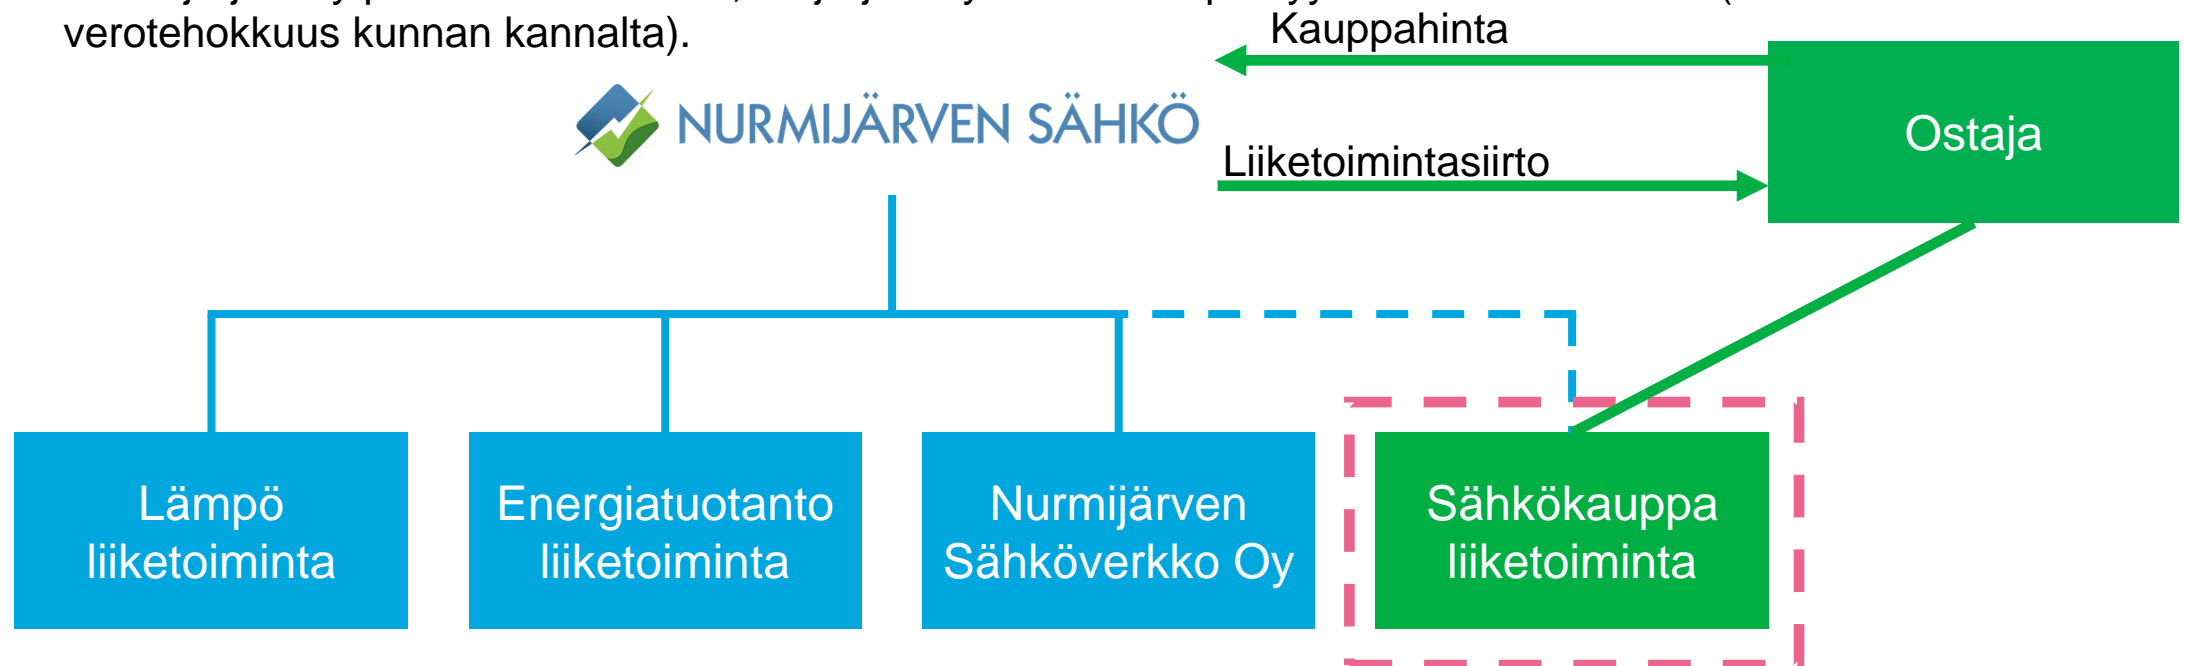 verotehokkuus kunnan kannalta).
Kauppahinta
NURMIJÄRVEN SÄHKÖ
Liiketoimintasiirto
Ostaja
Lämpö
liiketoiminta
Energiatuotanto
liiketoiminta
Nurmijärven
Sähköverkko Oy
Sähkökauppa
liiketoiminta